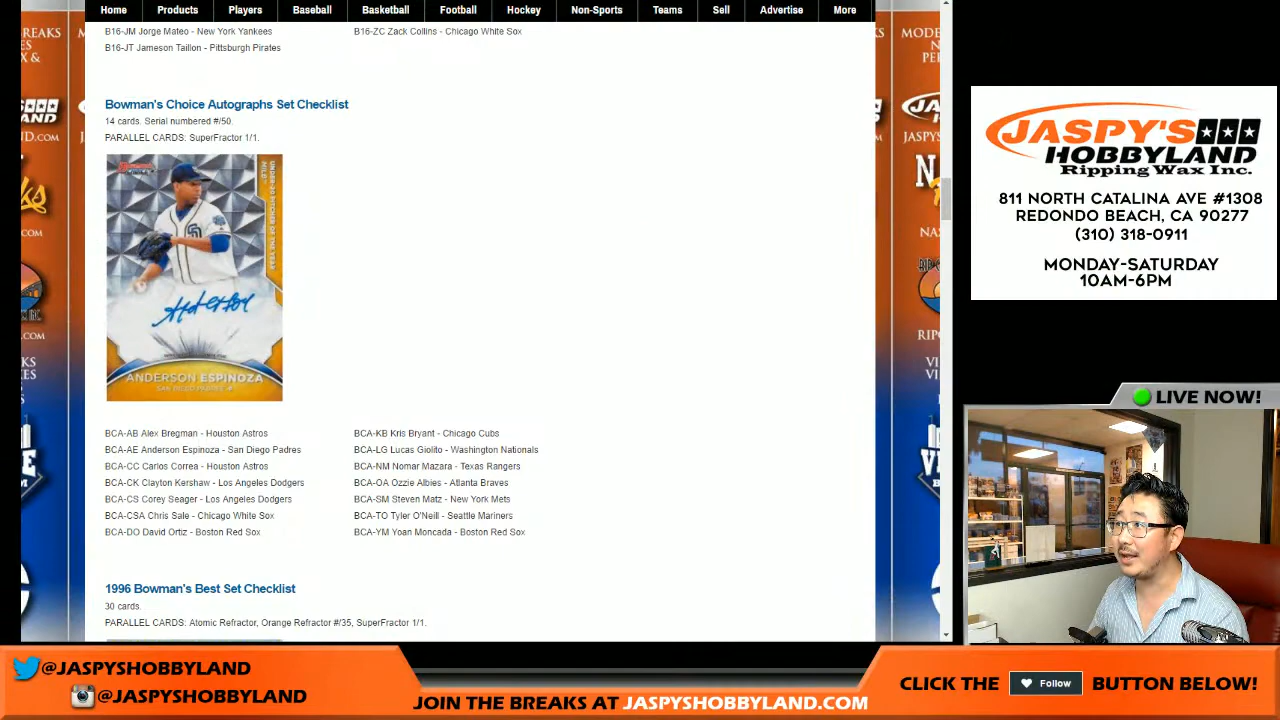 Home Products Players Baseball Basketball Football Hockey Non-Sports Teams Sell Advertise More
B16-JM Jorge Mateo - New York Yankees
B16-ZC Zack Collins - Chicago White Sox
B16-JT Jameson Taillon - Pittsburgh Pirates
Bowman's Choice Autographs Set Checklist
14 cards. Serial numbered #/50.
PARALLEL CARDS: SuperFractor 1/1.
UNDER-20 PITCHER OF THE YEAR
MiLB
ANDERSON ESPINOZA
SAN DIEGO PADRES
BCA-AB Alex Bregman - Houston Astros
BCA-AE Anderson Espinoza - San Diego Padres
BCA-CC Carlos Correa - Houston Astros
BCA-CK Clayton Kershaw - Los Angeles Dodgers
BCA-CS Corey Seager - Los Angeles Dodgers
BCA-CSA Chris Sale - Chicago White Sox
BCA-DO David Ortiz - Boston Red Sox
BCA-KB Kris Bryant - Chicago Cubs
BCA-LG Lucas Giolito - Washington Nationals
BCA-NM Nomar Mazara - Texas Rangers
BCA-OA Ozzie Albies - Atlanta Braves
BCA-SM Steven Matz - New York Mets
BCA-TO Tyler O'Neill - Seattle Mariners
BCA-YM Yoan Moncada - Boston Red Sox
1996 Bowman's Best Set Checklist
30 cards.
PARALLEL CARDS: Atomic Refractor, Orange Refractor #/35, SuperFractor 1/1.
JASPY'S
HOBBYLAND
Ripping Wax Inc.
811 NORTH CATALINA AVE #1308
REDONDO BEACH, CA 90277
(310) 318-0911
MONDAY-SATURDAY
10AM-6PM
LIVE NOW!
@JASPYSHOBBYLAND
@JASPYSHOBBYLAND
JOIN THE BREAKS AT JASPYSHOBBYLAND.COM
CLICK THE Follow BUTTON BELOW!